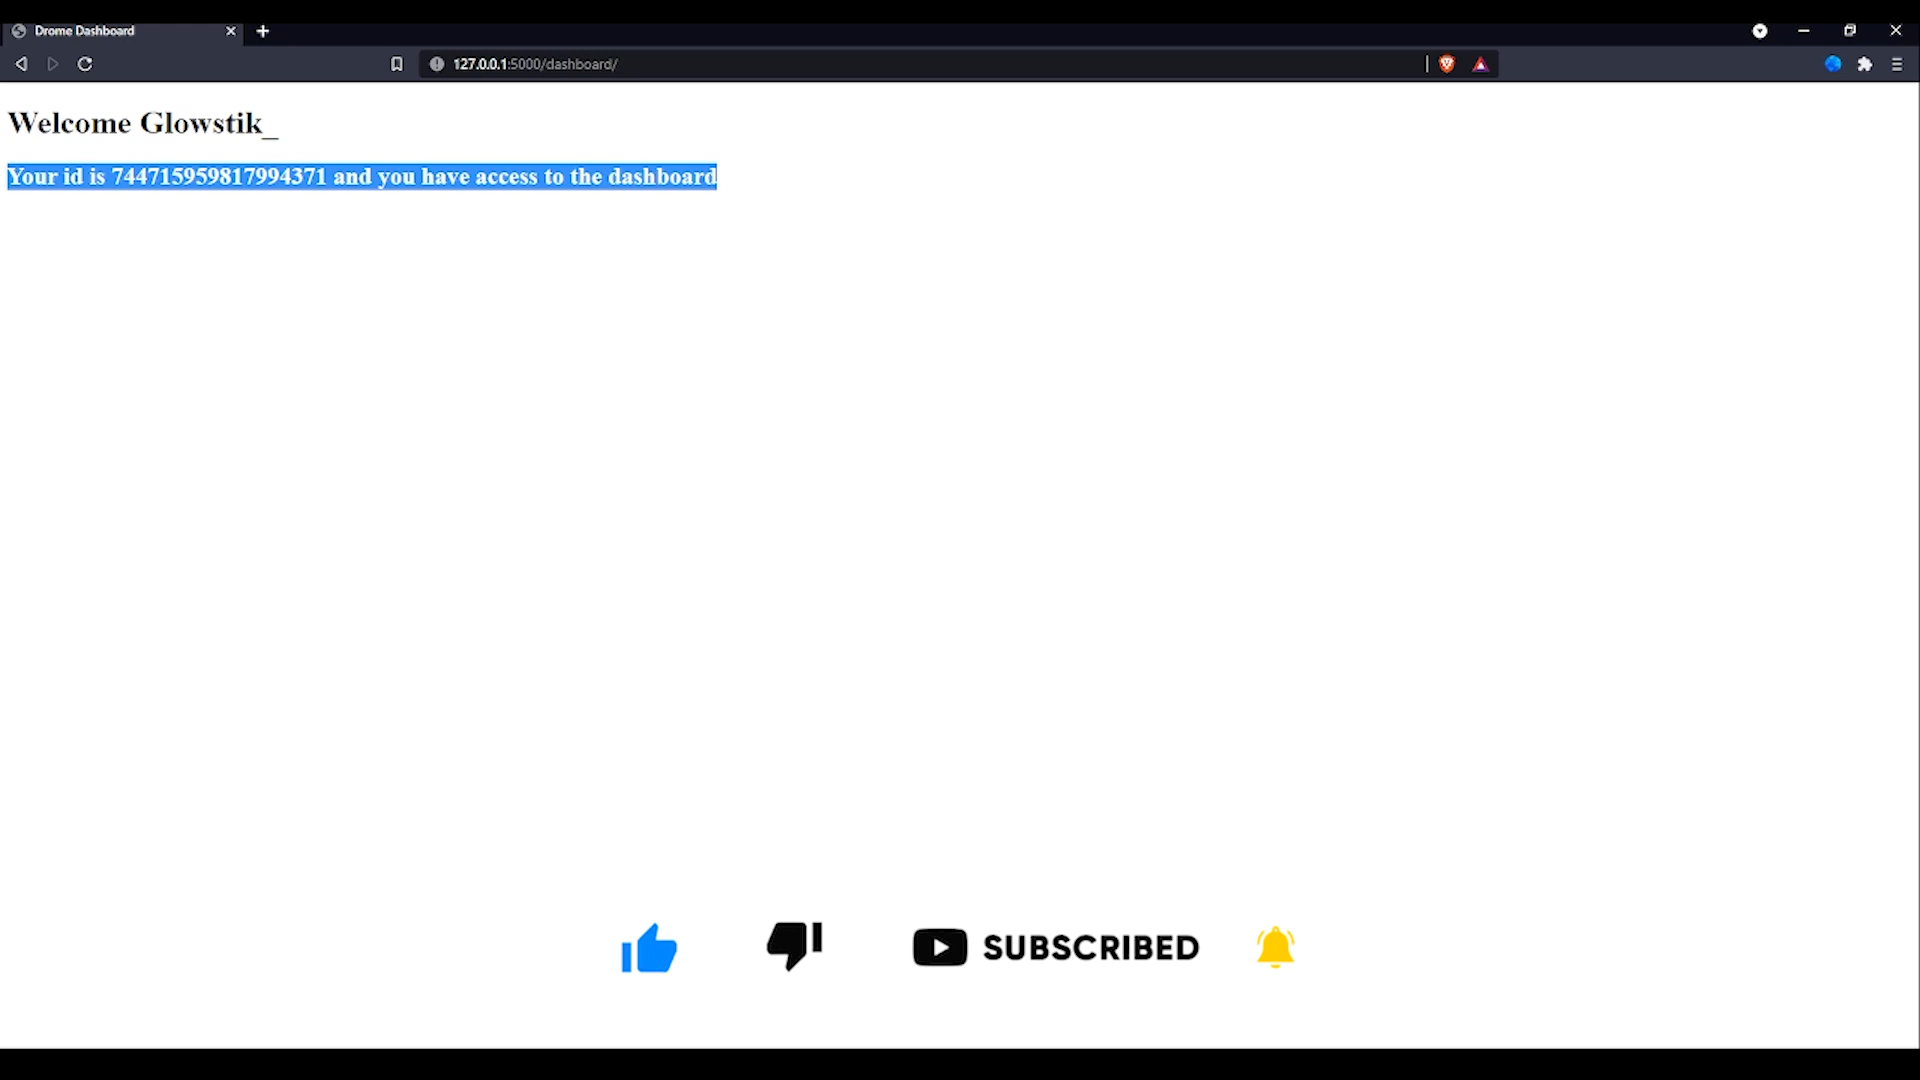 Drome Dashboard
127.0.0.1:5000/dashboard/
Welcome Glowstik_
Your id is 744715959817994371 and you have access to the dashboard
SUBSCRIBED